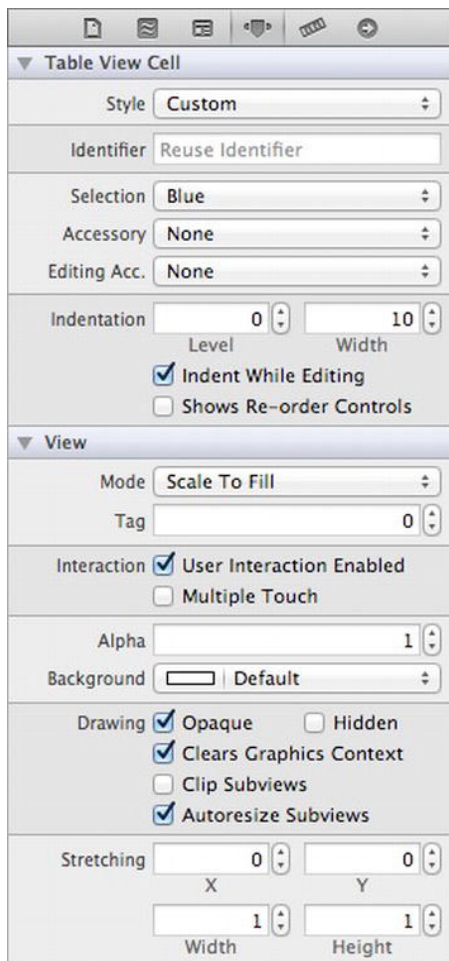 Table View Cell
Style Custom
Identifier Reuse Identifier
Selection Blue
Accessory None
Editing Acc. None
Indentation 0 10
Level Width
Indent While Editing
Shows Re-order Controls
View
Mode Scale To Fill
Tag 0
Interaction User Interaction Enabled
Multiple Touch
Alpha 1
Background Default
Drawing Opaque Hidden
Clears Graphics Context
Clip Subviews
Autoresize Subviews
Stretching 0 0
X Y
1 1
Width Height